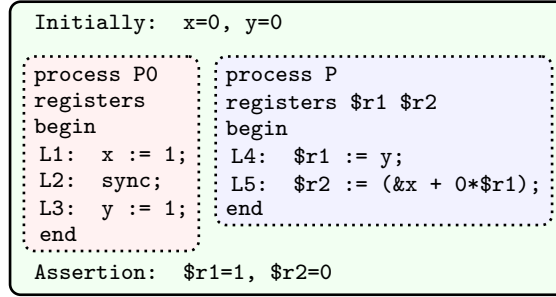 Initially: x=0, y=0
process P0
registers
begin
L1: x := 1;
L2: sync;
L3: y := 1;
end
process P
registers $r1 $r2
begin
L4: $r1 := y;
L5: $r2 := (&x + 0*$r1);
end
Assertion: $r1=1, $r2=0